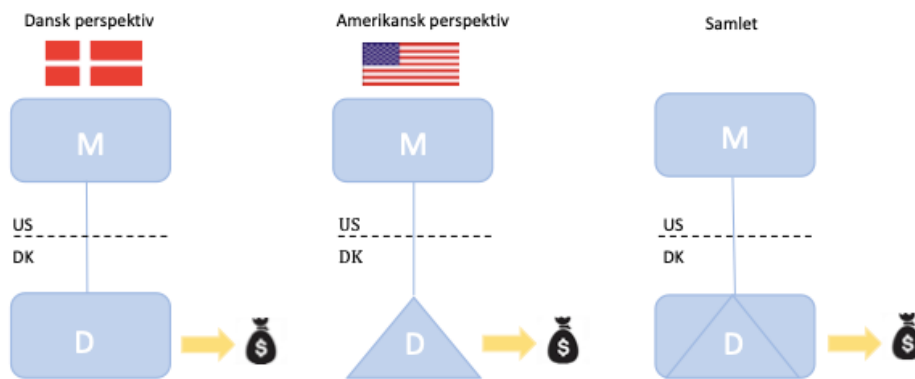 Dansk perspektiv
Amerikansk perspektiv
Samlet
M
M
M
US
DK
US
DK
US
DK
D
$
D
$
D
$